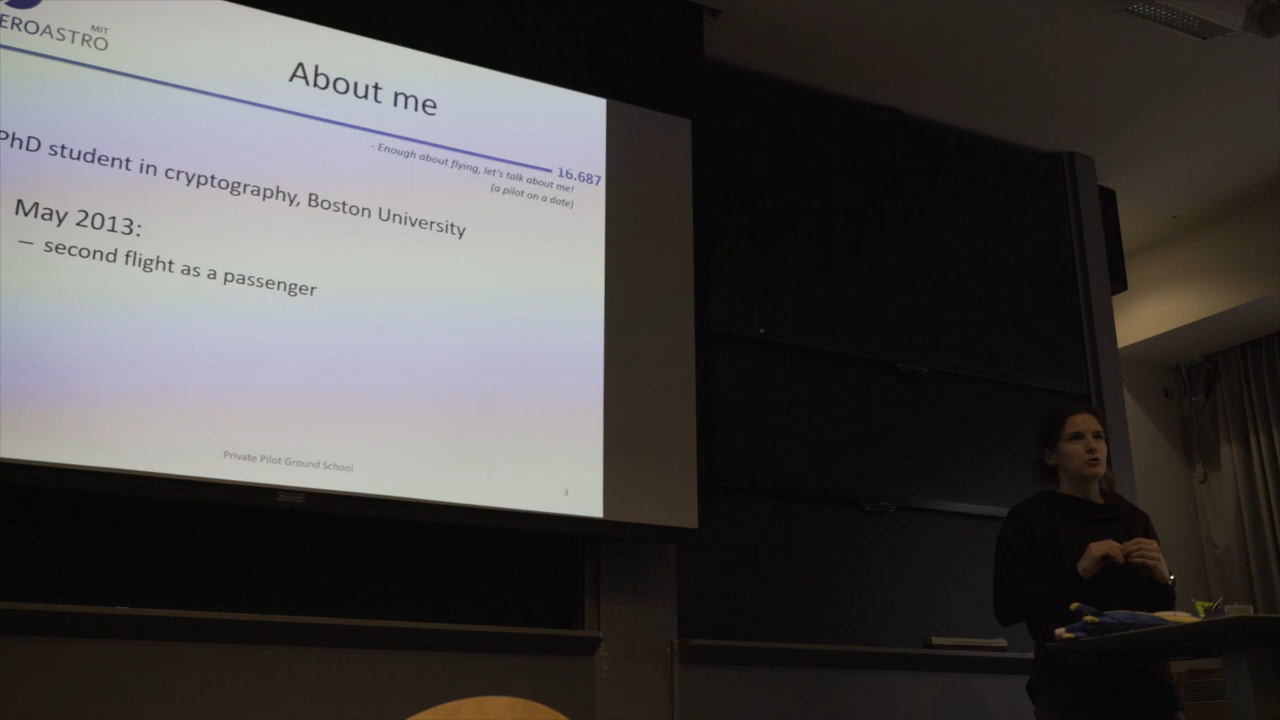 MIT
EROASTRO
About me
16.687
- Enough about flying, let's talk about me!
(a pilot on a date)
PhD student in cryptography, Boston University
May 2013:
– second flight as a passenger
Private Pilot Ground School
3